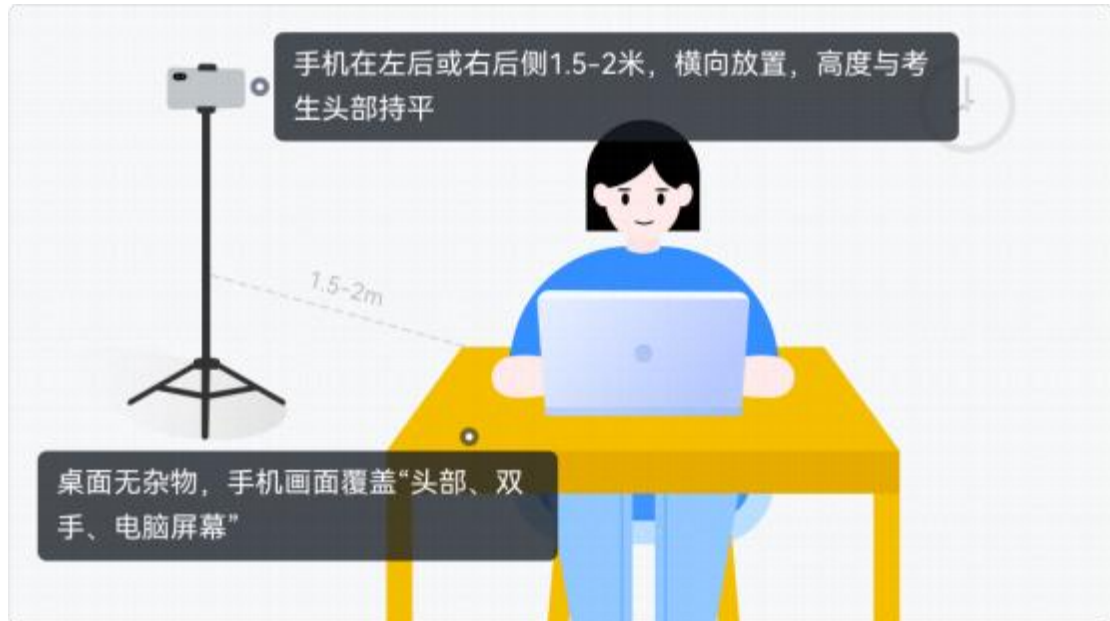 手机在左后或右后侧1.5-2米，横向放置，高度与考
生头部持平
1.5-2m
桌面无杂物，手机画面覆盖“头部、双
手、电脑屏幕”